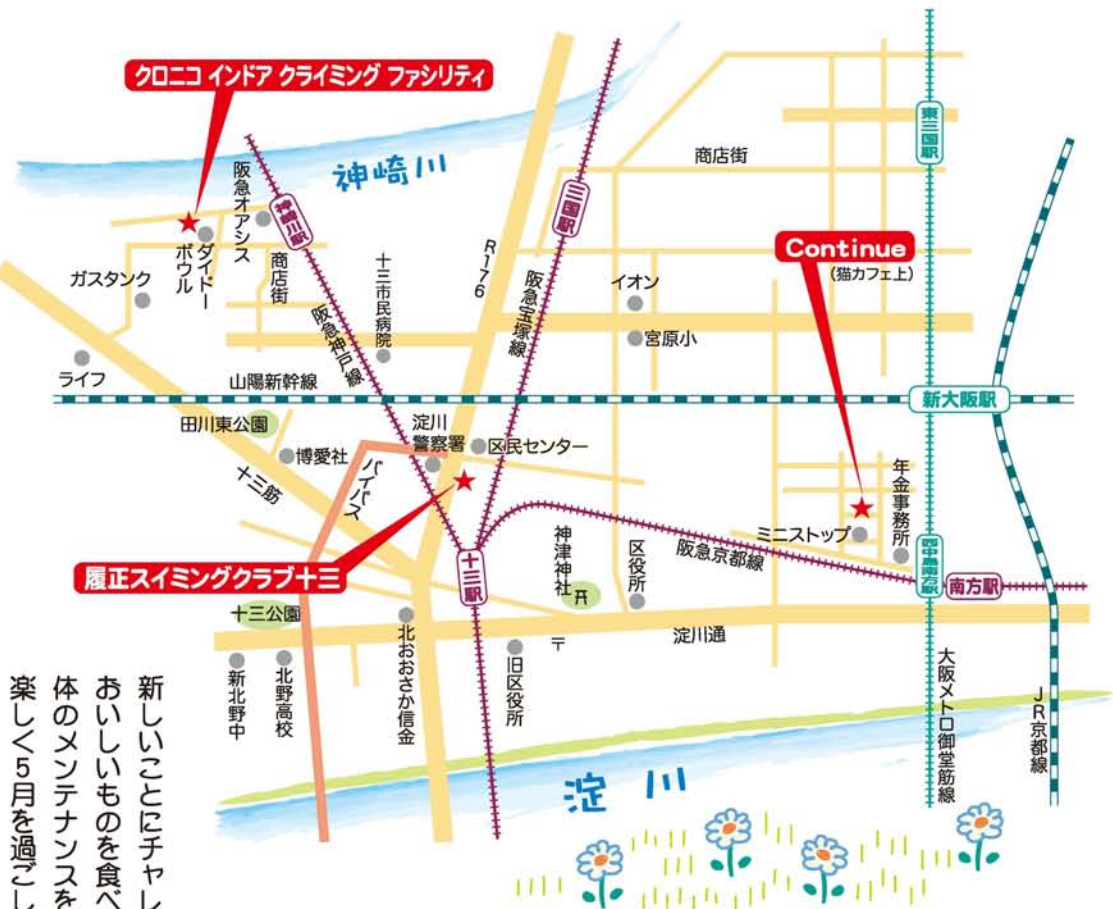 クロニコ インドア クライミング ファシリティ
神崎川
阪急オアシス
ダイ・ドーボウル
ガスタンク
商店街
神崎川駅
十三市民病院
阪急神戸線
ライフ
山陽新幹線
R176
三国駅
阪急宝塚線
商店街
東三国駅
イオン
宮原小
Continue
(猫カフェ上)
新大阪駅
田川東公園
博愛社
十三筋
バイパス
淀川
警察署
区民センター
履正スイミングクラブ十三
十三駅
神津神社
区役所
阪急京都線
ミニストップ
年金事務所
西中島南方駅
南方駅
十三公園
新北野中
北野高校
北おおさか信金
旧区役所
〒
淀川通
大阪メトロ御堂筋線
JR京都線
淀川
新しいことにチャレ
おいしいものを食べ
体のメンテナンスを
楽しく5月を過ごし